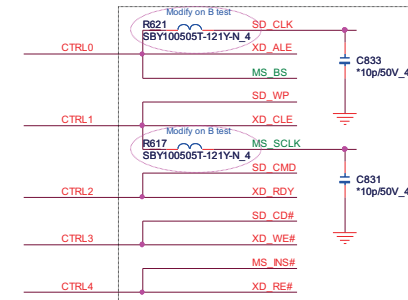 Modify on B test
R621
SD_CLK
SBY100505T-121Y-N_4
CTRL0
XD_ALE
C833
MS_BS
*10p/50V_4
SD_WP
CTRL1
XD_CLE
Modify on B test
R617
MS_SCLK
SBY100505T-121Y-N_4
SD_CMD
C831
CTRL2
XD_RDY
*10p/50V_4
SD_CD#
CTRL3
XD_WE#
MS_INS#
CTRL4
XD_RE#